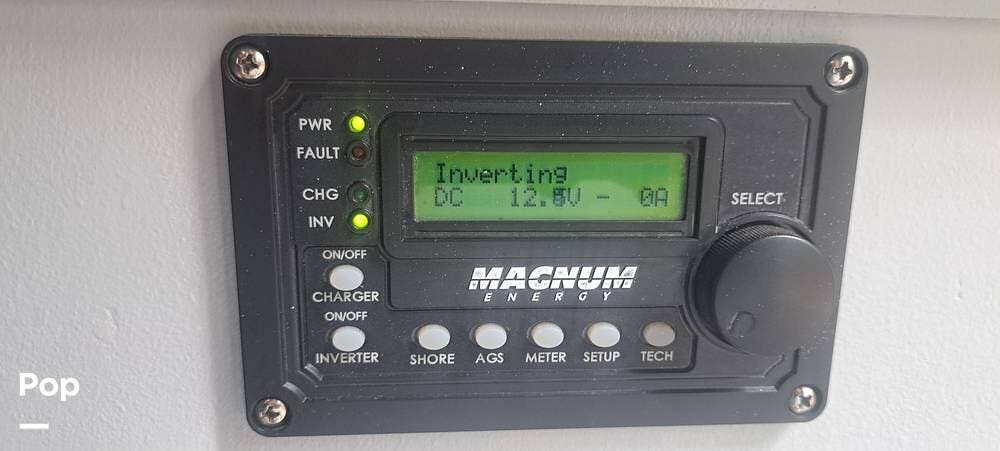 PWR
FAULT
CHG
INV
Inverting
DC - 0A
SELECT
ON/OFF
CHARGER
ON/OFF
INVERTER
MAGNUM
ENERGY
SHORE
AGS
METER
SETUP
TECH
Pop